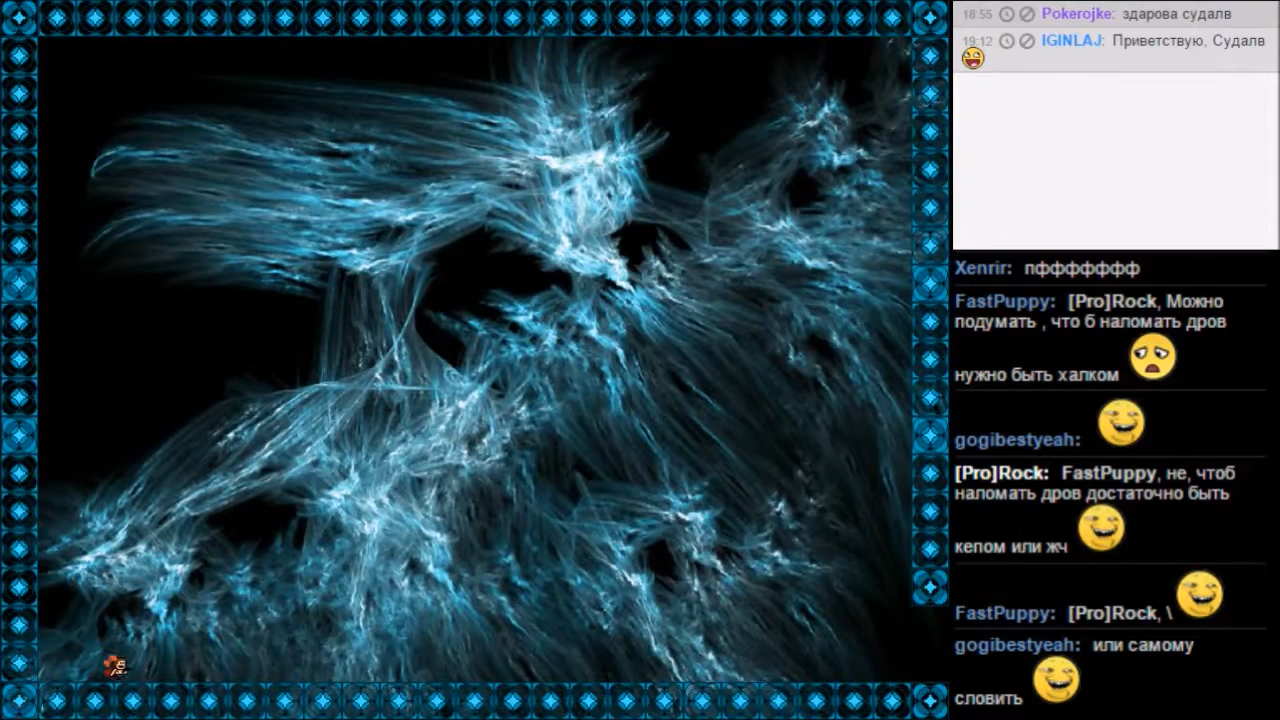 18:55 Pokerojke: здарова судалв
19:12 IGINLAJ: Приветствую, Судалв
Xenrir: пфффффф
FastPuppy: [Pro]Rock, Можно
подумать , что б наломать дров
нужно быть халком
gogibestyeah:
[Pro]Rock: FastPuppy, не, чтоб
наломать дров достаточно быть
кепом или жч
FastPuppy: [Pro]Rock, \
gogibestyeah: или самому
словить